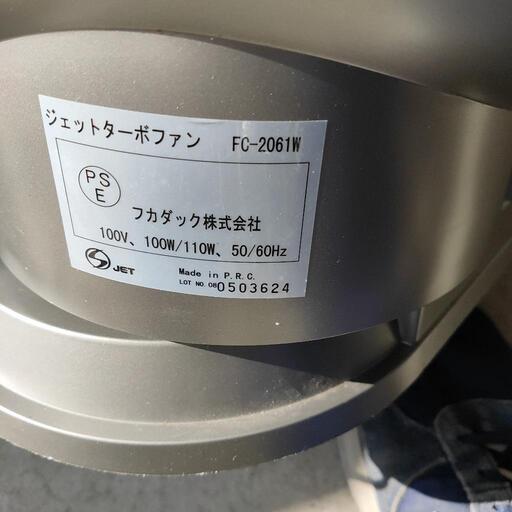 ジェットターボファン FC-2061W
PS
E
フカダック株式会社
100V、100W/110W、50/60Hz
S JET
Made in P.R.C.
LOT NO.08 0503624